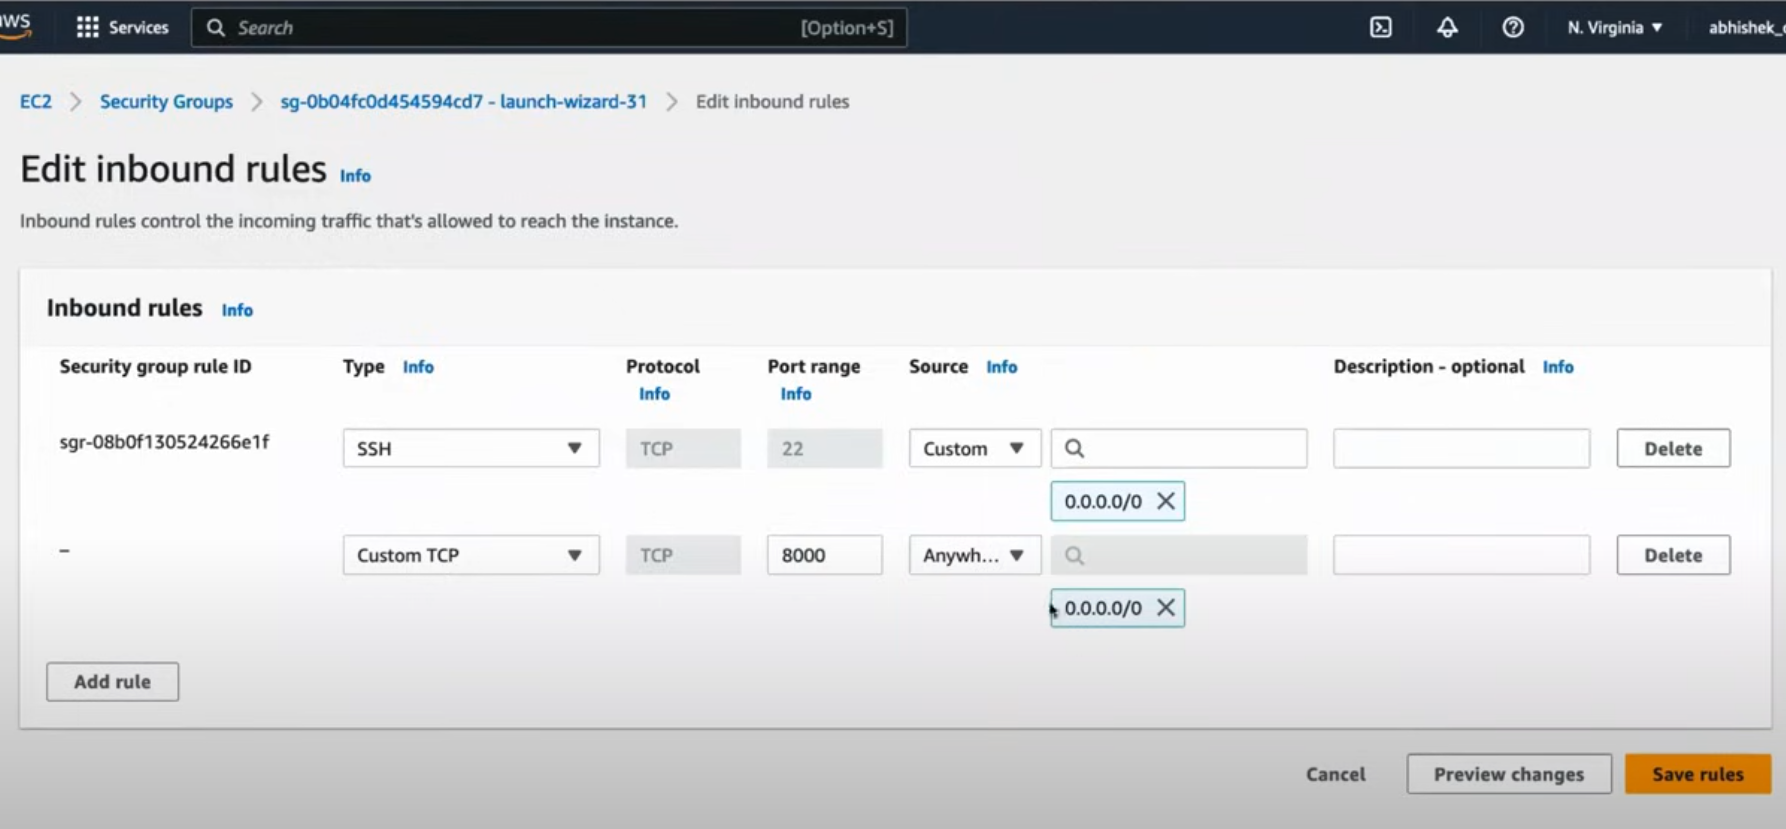 aws Services Search [Option+S] N. Virginia abhishek_
EC2 > Security Groups > sg-0b04fc0d454594cd7 - launch-wizard-31 > Edit inbound rules
Edit inbound rules Info
Inbound rules control the incoming traffic that's allowed to reach the instance.
Inbound rules Info
Security group rule ID Type Info Protocol Info Port range Info Source Info Description - optional Info
sgr-08b0f130524266e1f SSH TCP 22 Custom Delete
0.0.0.0/0
– Custom TCP TCP 8000 Anywh... Delete
0.0.0.0/0
Add rule
Cancel Preview changes Save rules